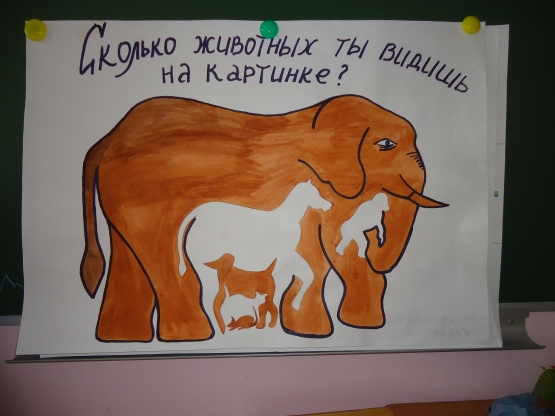 Сколько животных ты видишь
на картинке?